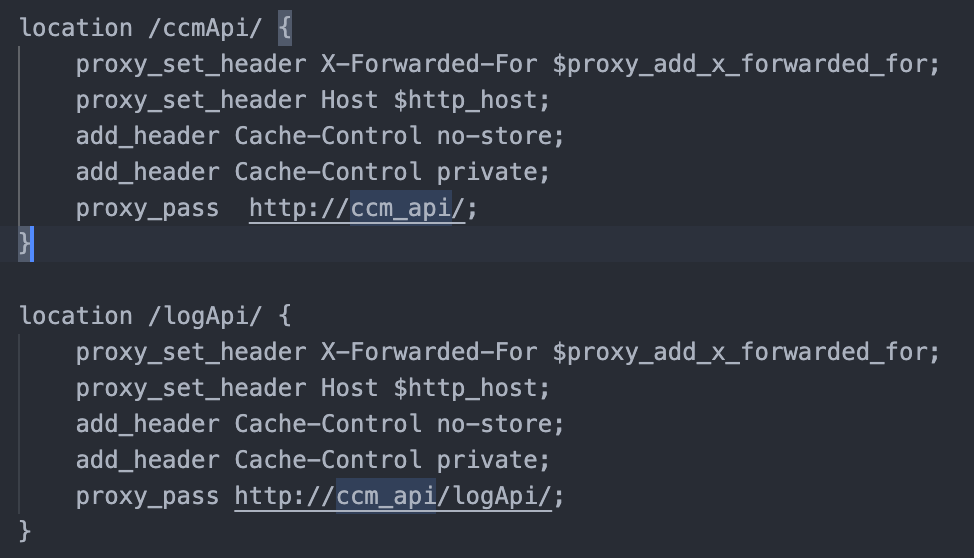 location /ccmApi/ {
    proxy_set_header X-Forwarded-For $proxy_add_x_forwarded_for;
    proxy_set_header Host $http_host;
    add_header Cache-Control no-store;
    add_header Cache-Control private;
    proxy_pass  http://ccm_api/;
}

location /logApi/ {
    proxy_set_header X-Forwarded-For $proxy_add_x_forwarded_for;
    proxy_set_header Host $http_host;
    add_header Cache-Control no-store;
    add_header Cache-Control private;
    proxy_pass http://ccm_api/logApi/;
}